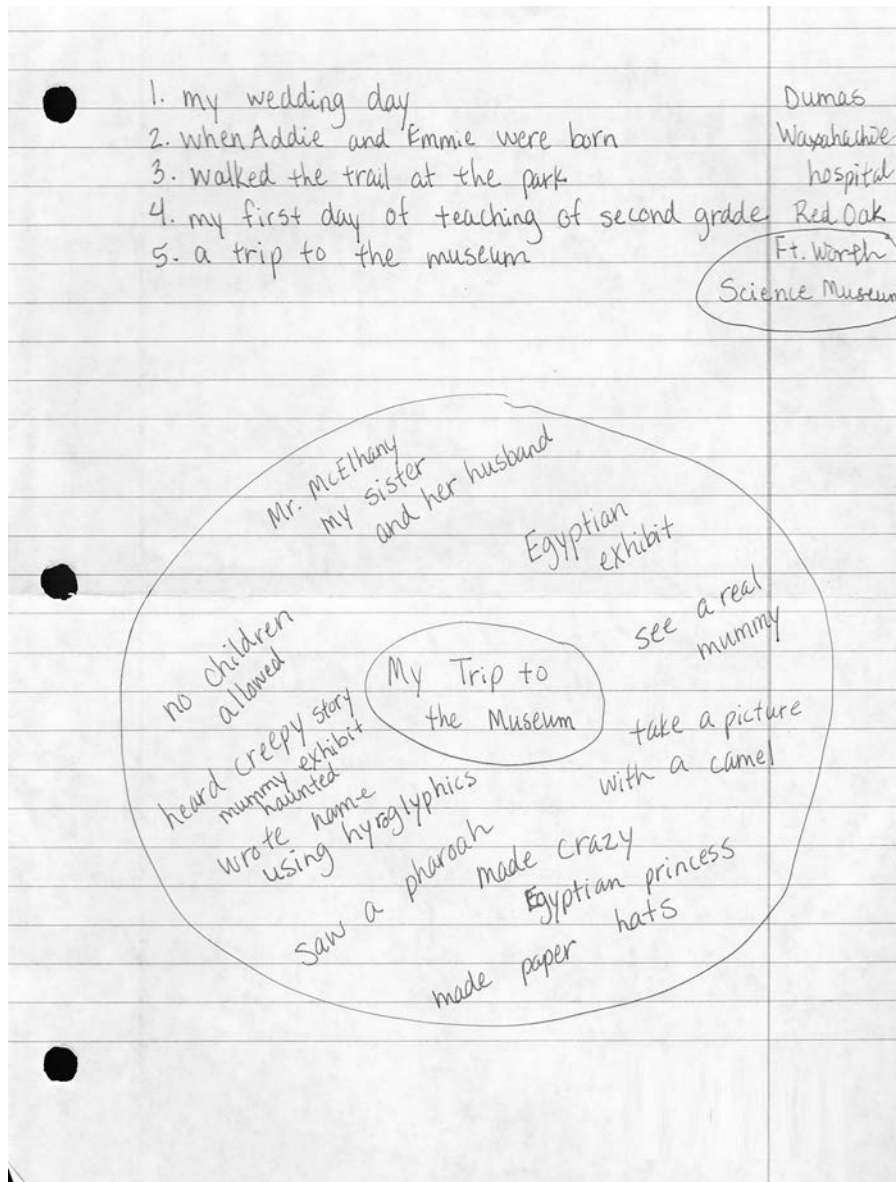 1. my wedding day Dumas
2. when Addie and Emmie were born Waxahachie
3. walked the trail at the park hospital
4. my first day of teaching of second grade Red Oak
5. a trip to the museum Ft. Worth
Science Museum
Mr. McElhany
my sister
and her husband
Egyptian
exhibit
see a real
mummy
no children
allowed
My Trip to
the Museum
take a picture
with a camel
heard creepy story
mummy exhibit
haunted
wrote name
using hyroglyphics
saw a pharoah
made crazy
Egyptian princess
hats
made paper